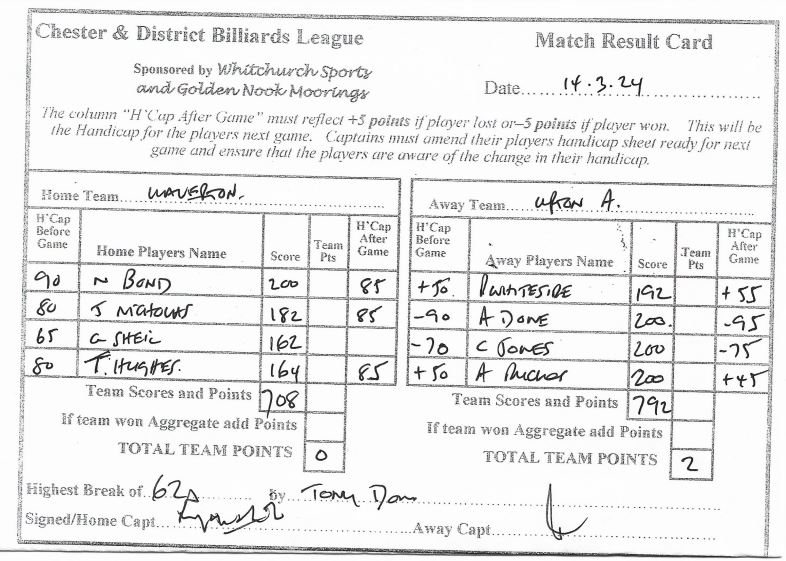 Chester & District Billiards League
Match Result Card
Sponsored by Whitchurch Sports
and Golden Nook Moorings
Date 14.3.24
The column "H'Cap After Game" must reflect +5 points if player lost or –5 points if player won. This will be
the Handicap for the players next game. Captains must amend their players handicap sheet ready for next
game and ensure that the players are aware of the change in their handicap.
Home Team WAVERTON.
Away Team UPTON A.
H'Cap Before Game Home Players Name Score Team Pts H'Cap After Game
H'Cap Before Game Away Players Name Score Team Pts H'Cap After Game
90 N BOND 200 85
+50 P WHITESIDE 192 +55
80 J NICHOLAS 182 85
-90 A DONE 200. -95
65 G SHEIL 162
-70 C JONES 200 -75
80 T. HUGHES. 164 85
+50 A 200 +45
Team Scores and Points 708
Team Scores and Points 792
If team won Aggregate add Points
If team won Aggregate add Points
TOTAL TEAM POINTS 0
TOTAL TEAM POINTS 2
Highest Break of 62 by Tony Done
Signed/Home Capt
Away Capt